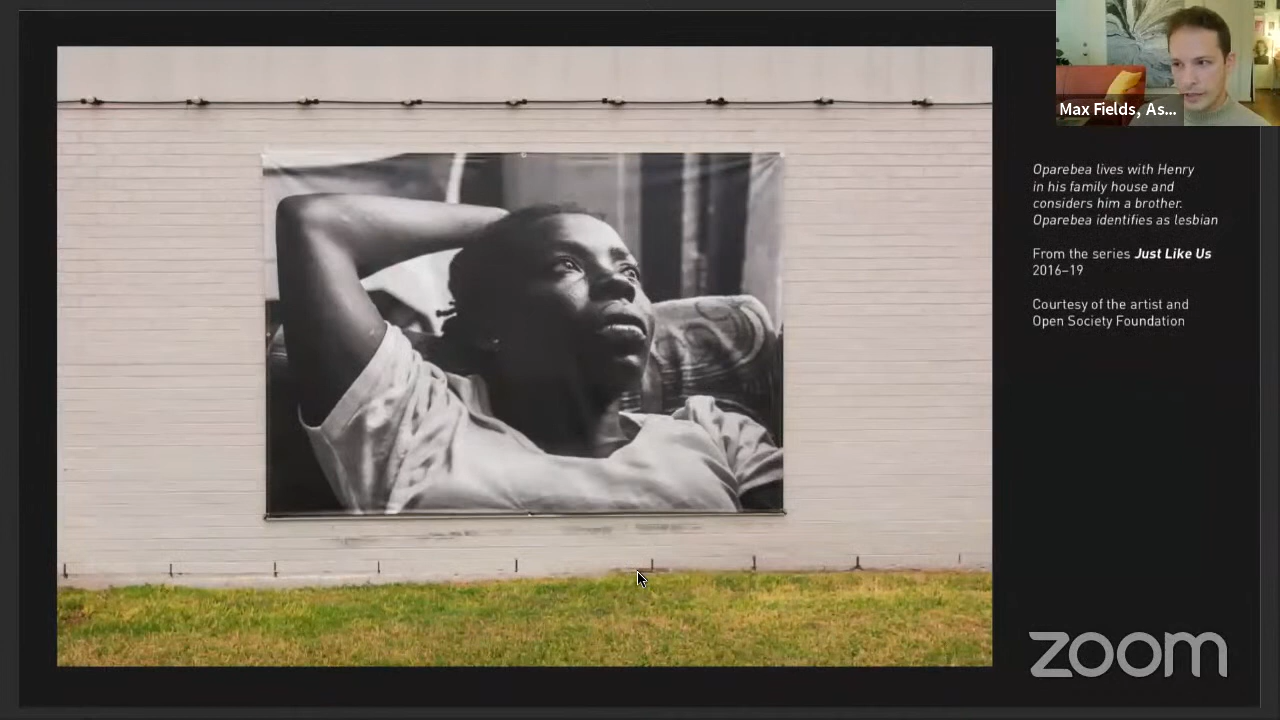 Max Fields, As...
Oparebea lives with Henry
in his family house and
considers him a brother.
Oparebea identifies as lesbian
From the series Just Like Us
2016–19
Courtesy of the artist and
Open Society Foundation
zoom